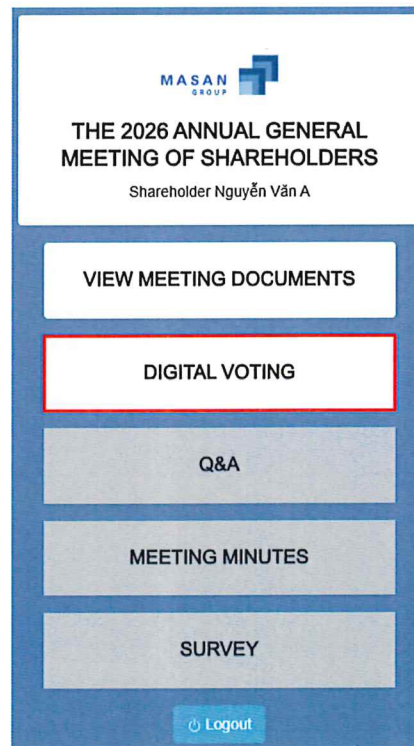 MASAN
GROUP
THE 2026 ANNUAL GENERAL
MEETING OF SHAREHOLDERS
Shareholder Nguyễn Văn A
VIEW MEETING DOCUMENTS
DIGITAL VOTING
Q&A
MEETING MINUTES
SURVEY
Logout